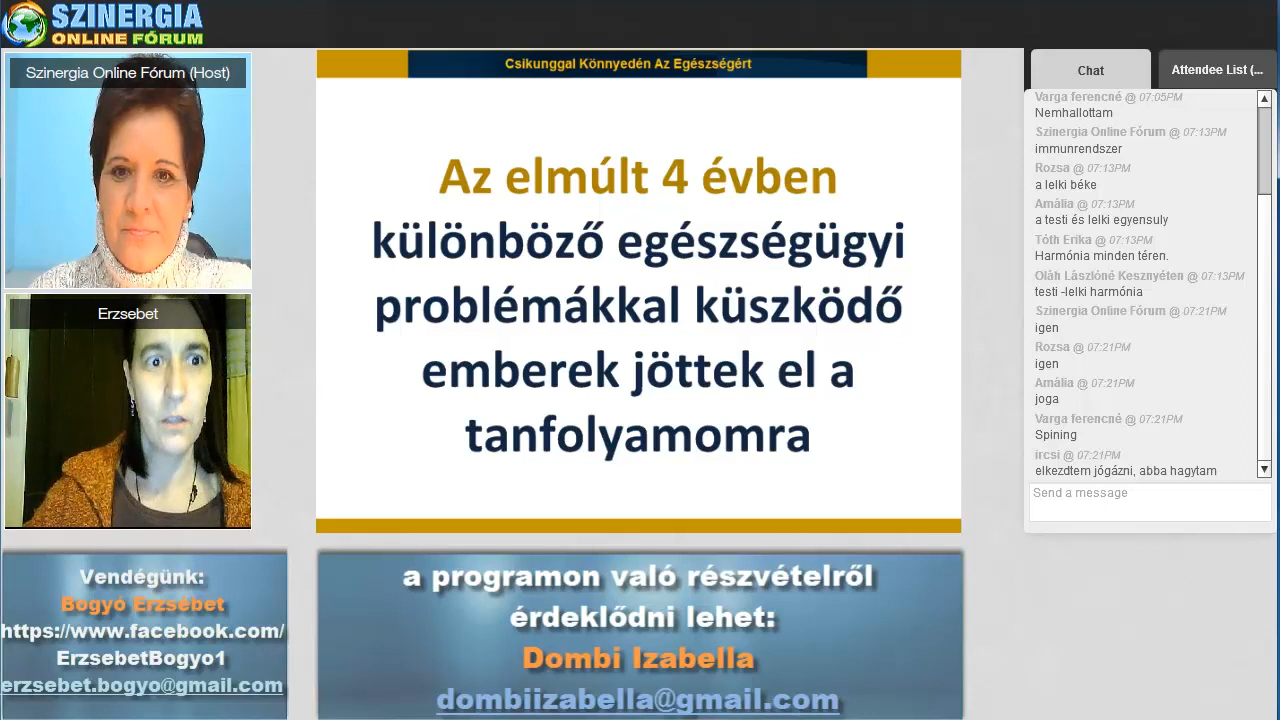 SZINERGIA
ONLINE FÓRUM
Szinergia Online Fórum (Host)
Erzsebet
Csikunggal Könnyedén Az Egészségért
Az elmúlt 4 évben
különböző egészségügyi
problémákkal küszködő
emberek jöttek el a
tanfolyamomra
Chat
Attendee List (...
Varga ferencné @ 07:05PM
Nemhallottam
Szinergia Online Fórum @ 07:13PM
immunrendszer
Rozsa @ 07:13PM
a lelki béke
Amália @ 07:13PM
a testi és lelki egyensuly
Tóth Erika @ 07:13PM
Harmónia minden téren.
Oláh Lászlóné Kesznyéten @ 07:13PM
testi -lelki harmónia
Szinergia Online Fórum @ 07:21PM
igen
Rozsa @ 07:21PM
igen
Amália @ 07:21PM
joga
Varga ferencné @ 07:21PM
Spining
ircsi @ 07:21PM
elkezdtem jógázni, abba hagytam
Send a message
Vendégünk:
Bogyó Erzsébet
https://www.facebook.com/
ErzsebetBogyo1
erzsebet.bogyo@gmail.com
a programon való részvételről
érdeklődni lehet:
Dombi Izabella
dombiizabella@gmail.com